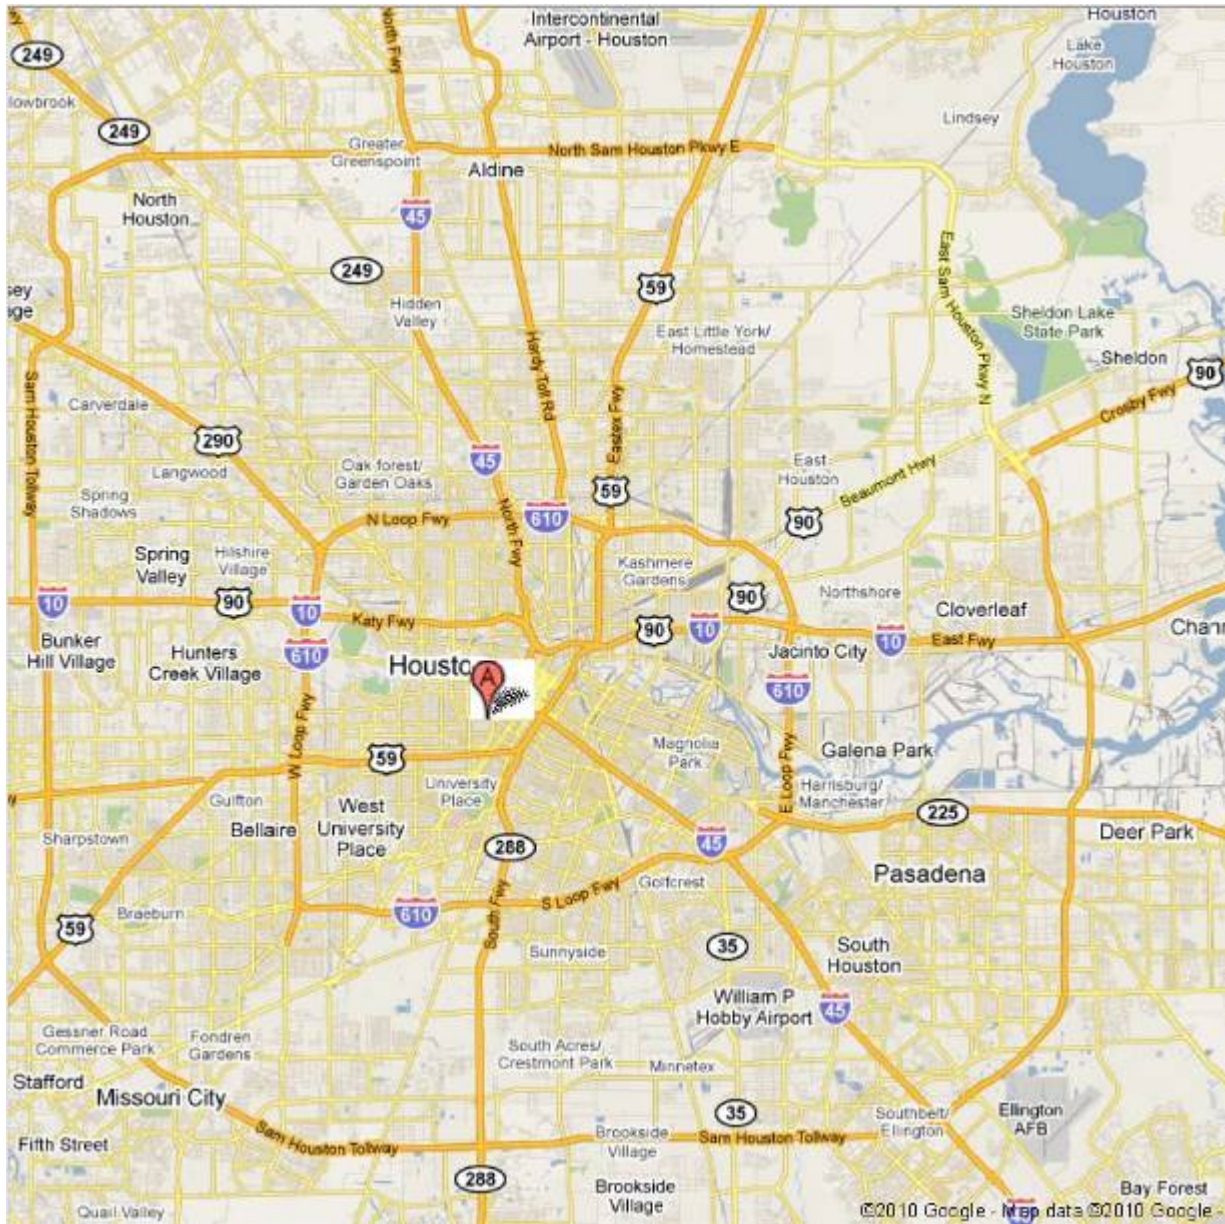 Intercontinental
Airport - Houston
Houston
Lake
Houston
North Fwy
249
lowbrook
249
Greater
Greenspoint
Aldine
North Sam Houston Pkwy E
Lindsey
North
Houston
45
249
59
East Sam Houston Pkwy N
Hidden
Valley
Hardy Toll Rd
East Little York/
Homestead
Sheldon Lake
State Park
Sheldon
90
Crosby Fwy
Sam Houston Tollway
Carverdale
290
Eastex Fwy
45
Langwood
Oak forest/
Garden Oaks
East
Houston
Beaumont Hwy
Spring
Shadows
59
610
90
N Loop Fwy
North Fwy
Spring
Valley
Hilshire
Village
Kashmere
Gardens
Northshore
10
90
10
Katy Fwy
90
90
10
Cloverleaf
10
East Fwy
Bunker
Hill Village
Hunters
Creek Village
610
Jacinto City
Housto
A
610
W Loop Fwy
59
Magnolia
Park
Galena Park
E Loop Fwy
University
Place
Harrisburg/
Manchester
Gulfton
Bellaire
West
University
Place
225
Sharpstown
288
45
Deer Park
Pasadena
Golfcrest
S Loop Fwy
610
Braeburn
59
South Fwy
Sunnyside
35
South
Houston
William P
Hobby Airport
45
Gessner Road
Commerce Park
Fondren
Gardens
South Acres/
Crestmont Park
Minnetex
Stafford
Missouri City
35
Southbelt/
Ellington
Ellington
AFB
Fifth Street
Sam Houston Tollway
Brookside
Village
Sam Houston Tollway
288
Brookside
Village
Bay Forest
Quail Valley
©2010 Google - Map data ©2010 Google -